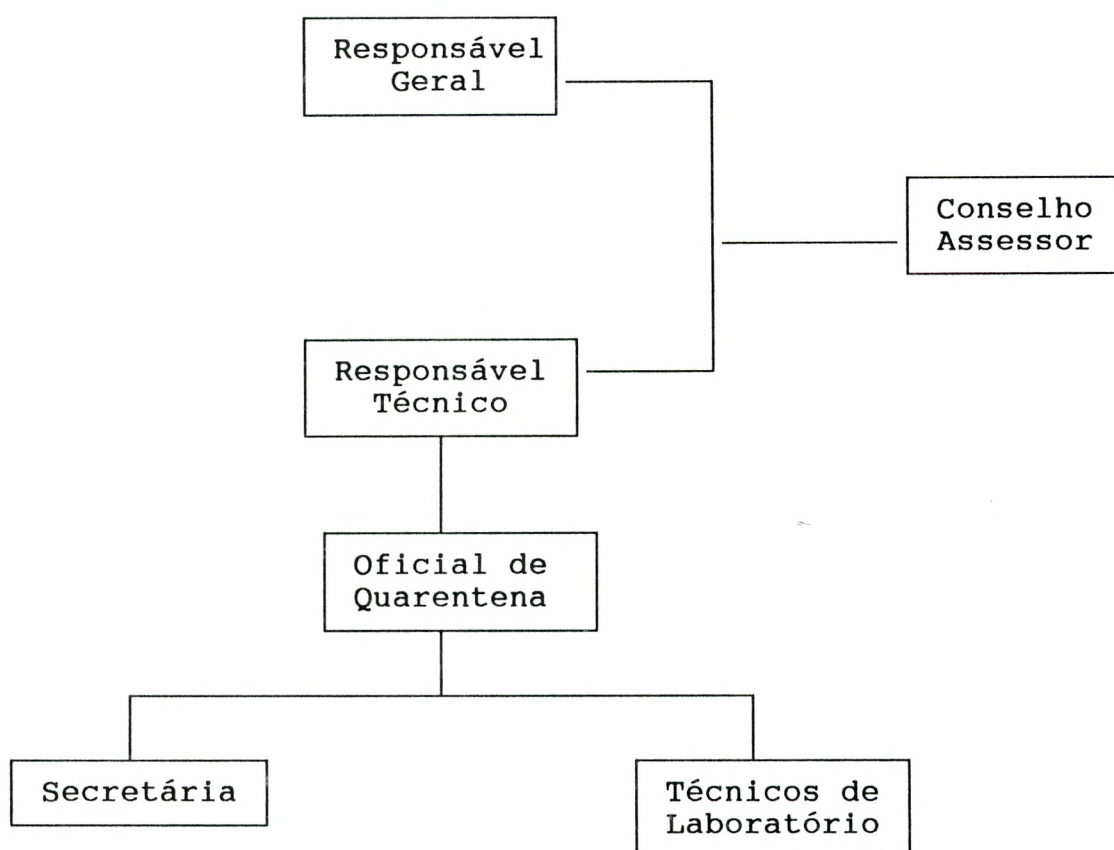 Responsável
Geral
Conselho
Assessor
Responsável
Técnico
Oficial de
Quarentena
Secretária
Técnicos de
Laboratório